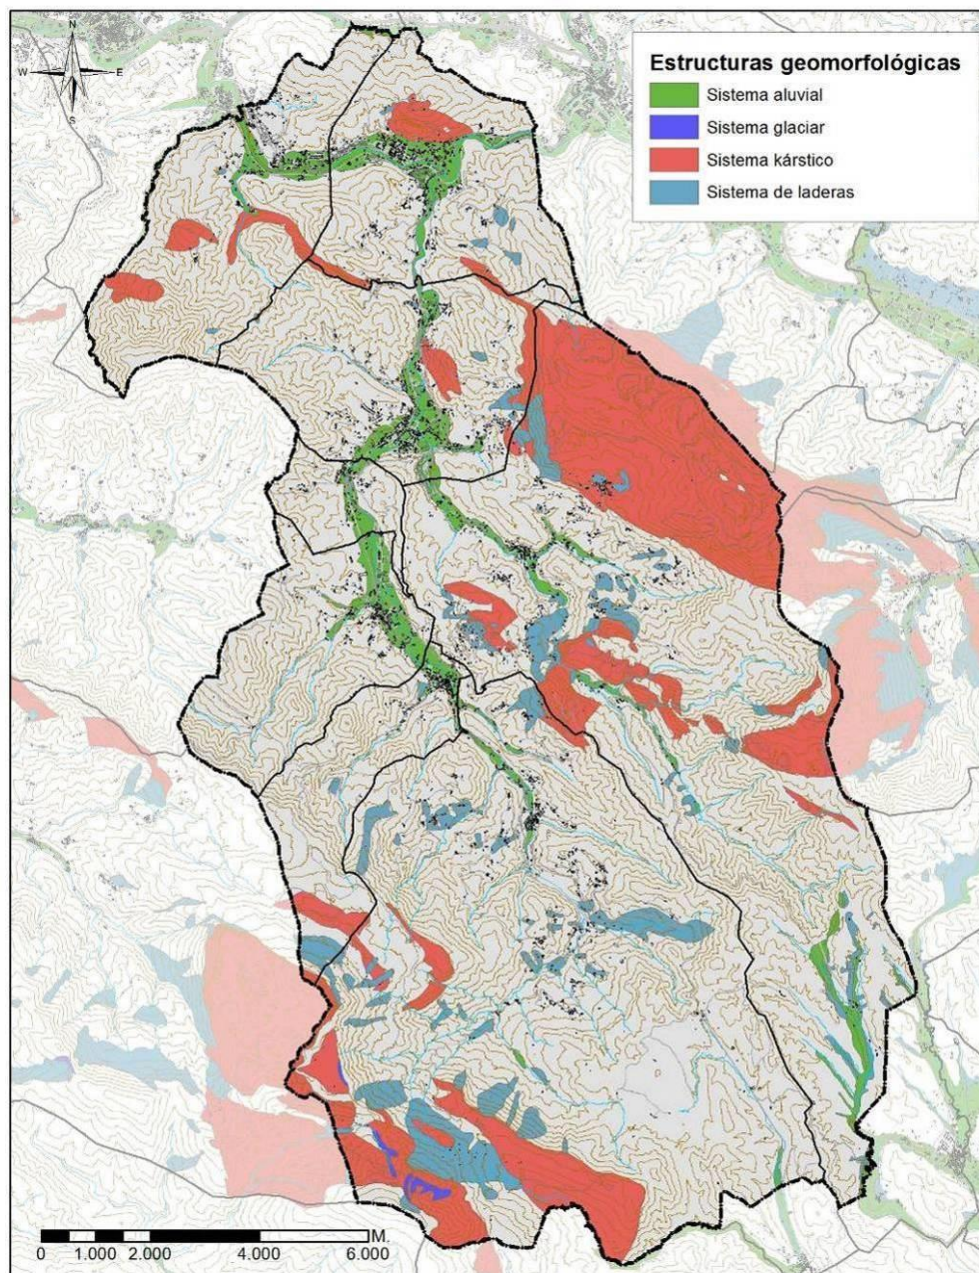 N
W E
S
Estructuras geomorfológicas
Sistema aluvial
Sistema glaciar
Sistema kárstico
Sistema de laderas
M.
0 1.000 2.000 4.000 6.000